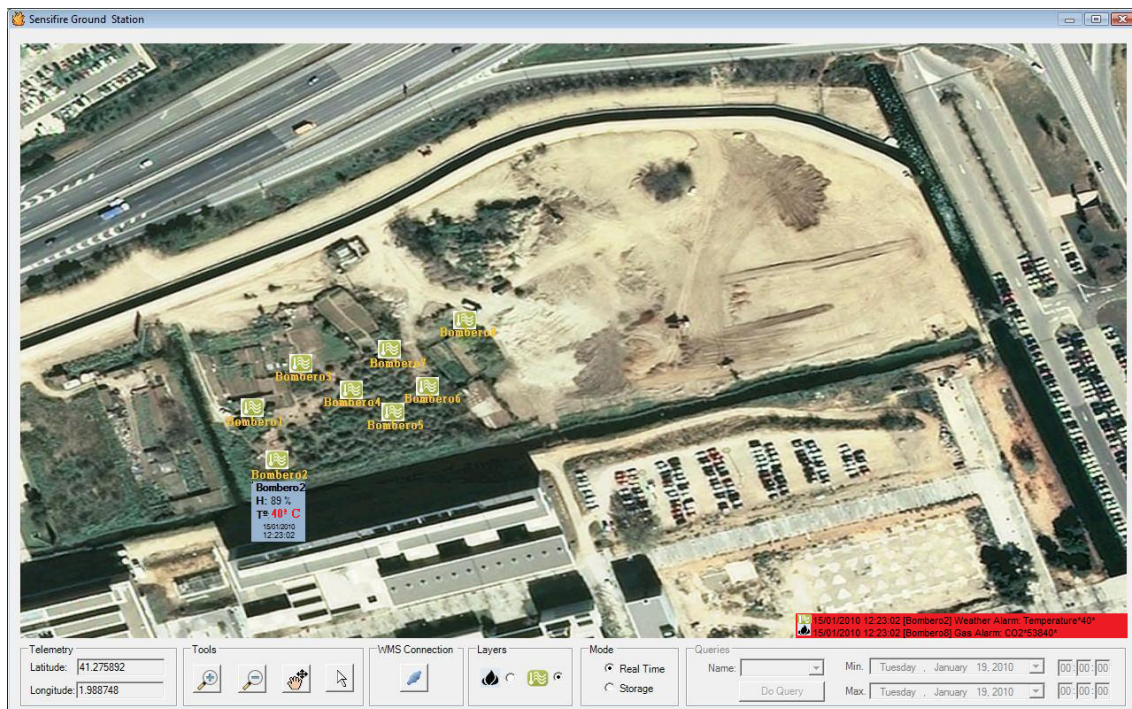 Sensifire Ground Station
Bombero8
Bombero7
Bombero3
Bombero6
Bombero4
Bombero1
Bombero5
Bombero2
Bombero2
H: 89 %
Tª: 40º C
15/01/2010
12:23:02
15/01/2010 12:23:02 [Bombero2] Weather Alarm: Temperature*40*
15/01/2010 12:23:02 [Bombero8] Gas Alarm: CO2*53840*
Telemetry
Latitude: 41.275892
Longitude: 1.988748
Tools
WMS Connection
Layers
Mode
Real Time
Storage
Queries
Name:
Do Query
Min. Tuesday , January 19, 2010 00:00:00
Max. Tuesday , January 19, 2010 00:00:00